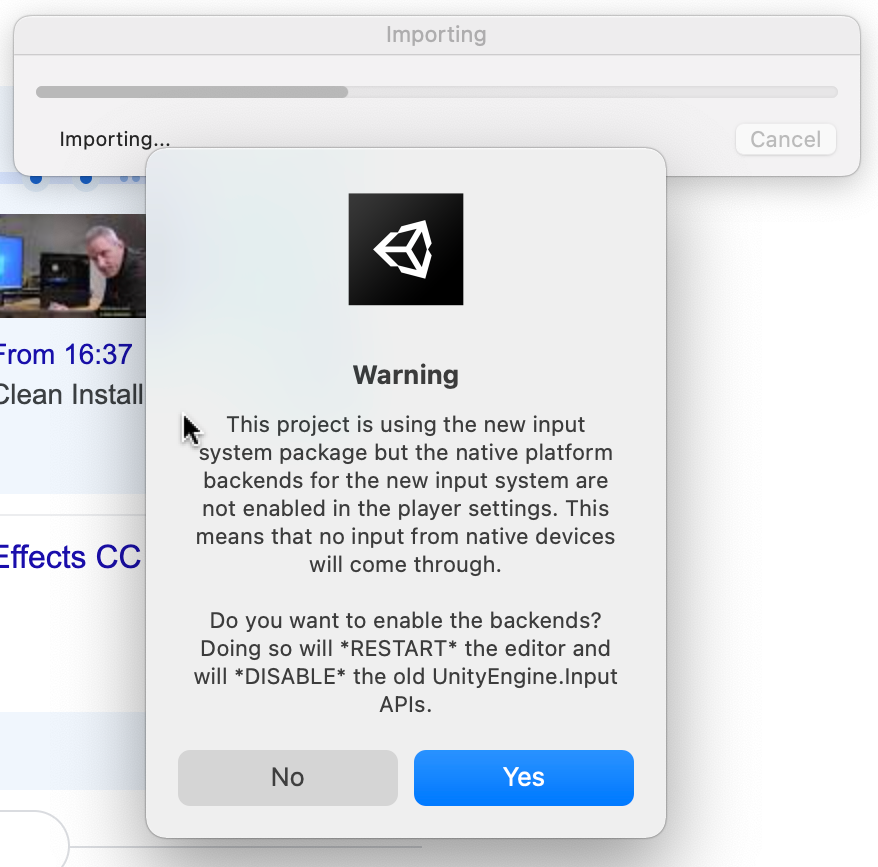 Importing
Importing...
Cancel
From 16:37
Clean Install
Effects CC
Warning
This project is using the new input
system package but the native platform
backends for the new input system are
not enabled in the player settings. This
means that no input from native devices
will come through.
Do you want to enable the backends?
Doing so will *RESTART* the editor and
will *DISABLE* the old UnityEngine.Input
APIs.
No
Yes